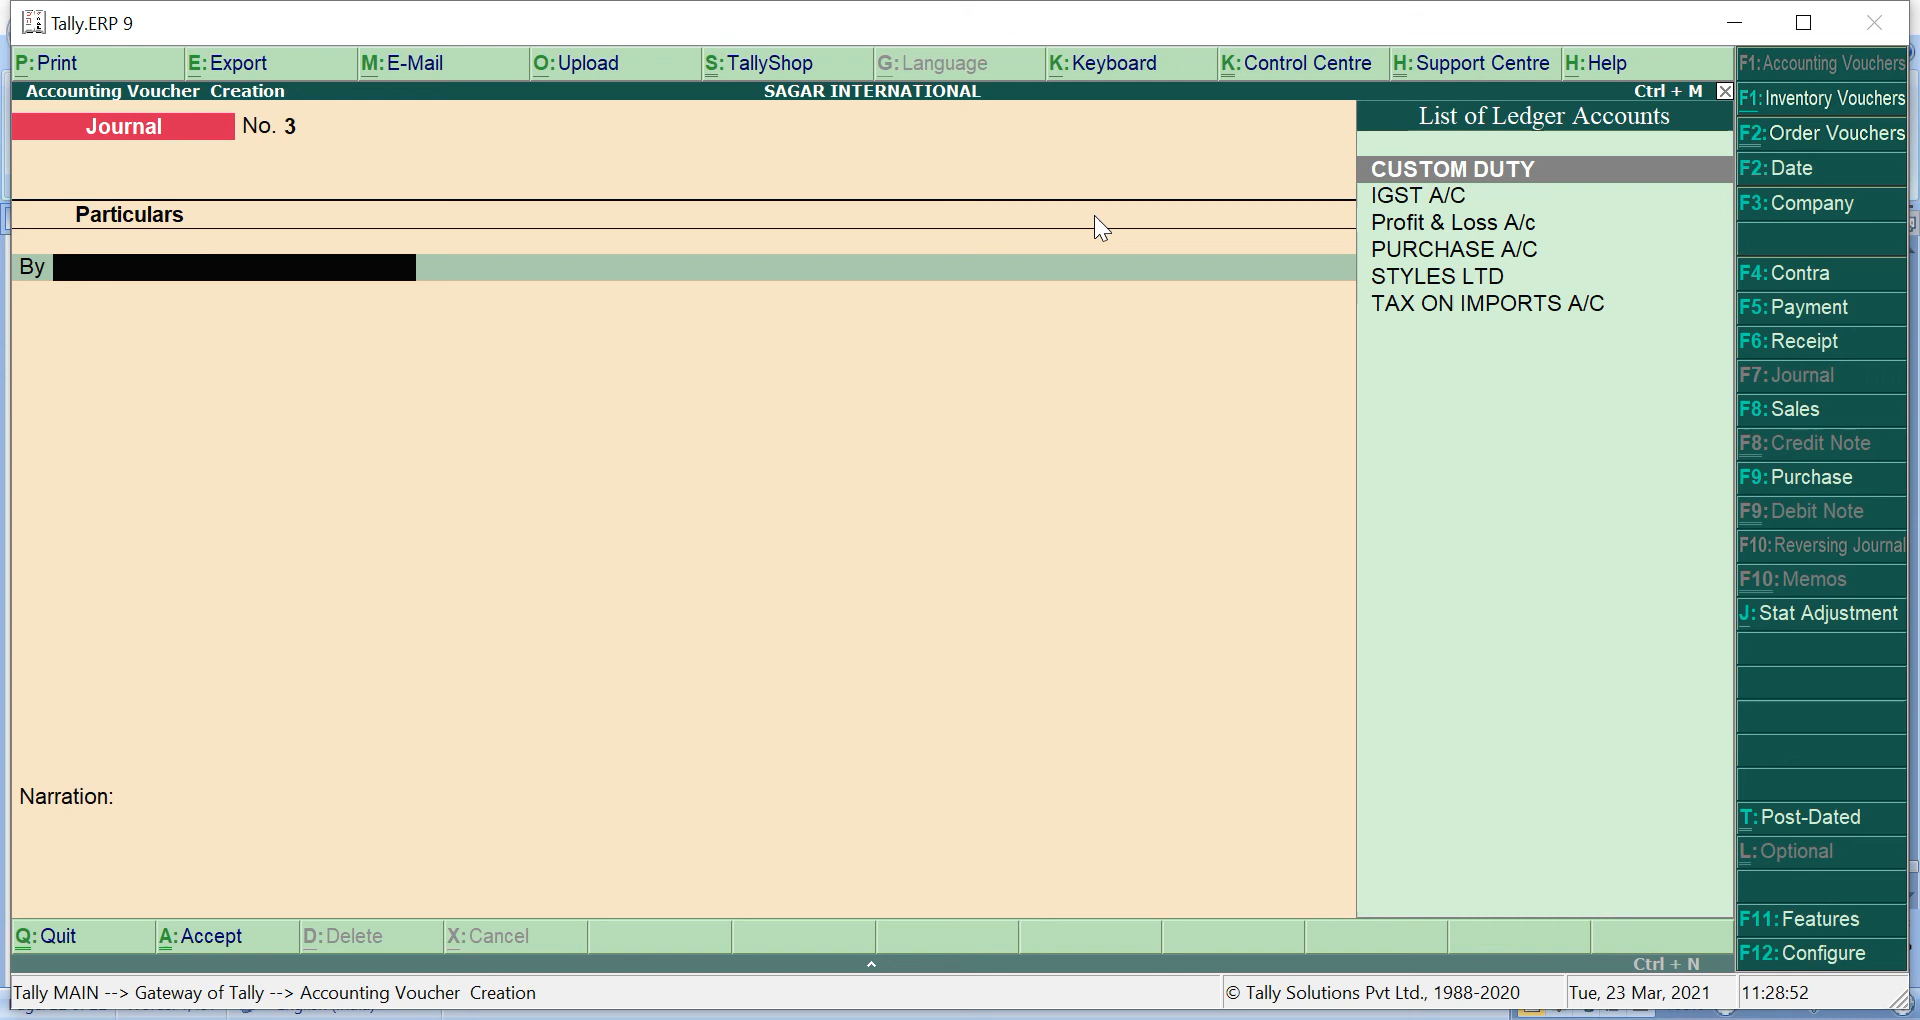 Tally.ERP 9
P: Print E: Export M: E-Mail O: Upload S: TallyShop G: Language K: Keyboard K: Control Centre H: Support Centre H: Help
Accounting Voucher Creation SAGAR INTERNATIONAL Ctrl + M
Journal No. 3
Particulars
By
Narration:
List of Ledger Accounts
CUSTOM DUTY
IGST A/C
Profit & Loss A/c
PURCHASE A/C
STYLES LTD
TAX ON IMPORTS A/C
F1: Accounting Vouchers
F1: Inventory Vouchers
F2: Order Vouchers
F2: Date
F3: Company
F4: Contra
F5: Payment
F6: Receipt
F7: Journal
F8: Sales
F8: Credit Note
F9: Purchase
F9: Debit Note
F10: Reversing Journal
F10: Memos
J: Stat Adjustment
T: Post-Dated
L: Optional
F11: Features
F12: Configure
Q: Quit A: Accept D: Delete X: Cancel
Ctrl + N
Tally MAIN --> Gateway of Tally --> Accounting Voucher Creation © Tally Solutions Pvt Ltd., 1988-2020 Tue, 23 Mar, 2021 11:28:52